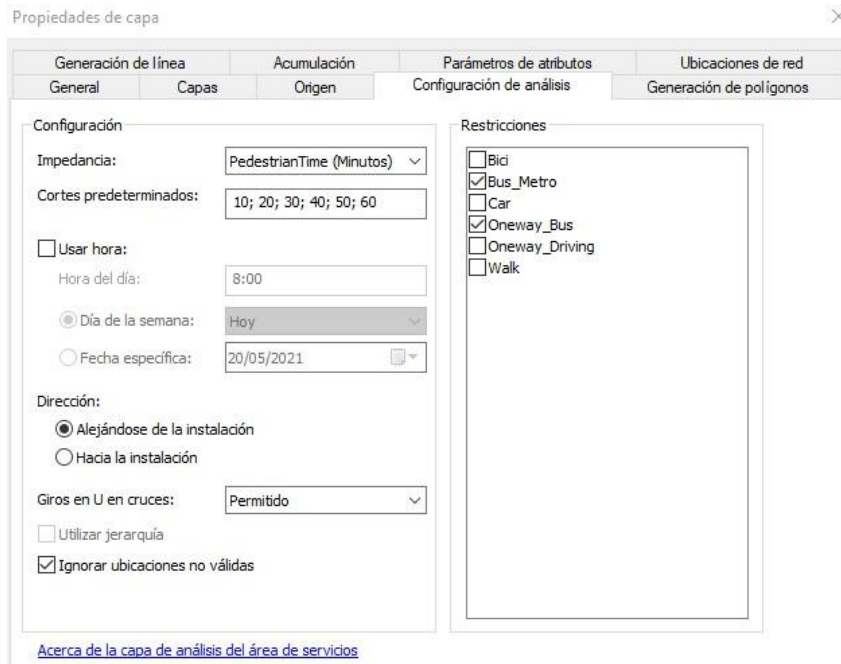 Propiedades de capa
Generación de línea
Acumulación
Parámetros de atributos
Ubicaciones de red
General
Capas
Origen
Configuración de análisis
Generación de polígonos
Configuración
Impedancia:
PedestrianTime (Minutos)
Cortes predeterminados:
10; 20; 30; 40; 50; 60
Usar hora:
Hora del día:
8:00
Día de la semana:
Hoy
Fecha específica:
20/05/2021
Dirección:
Alejándose de la instalación
Hacia la instalación
Giros en U en cruces:
Permitido
Utilizar jerarquía
Ignorar ubicaciones no válidas
Restricciones
Bici
Bus_Metro
Car
Oneway_Bus
Oneway_Driving
Walk
Acerca de la capa de análisis del área de servicios